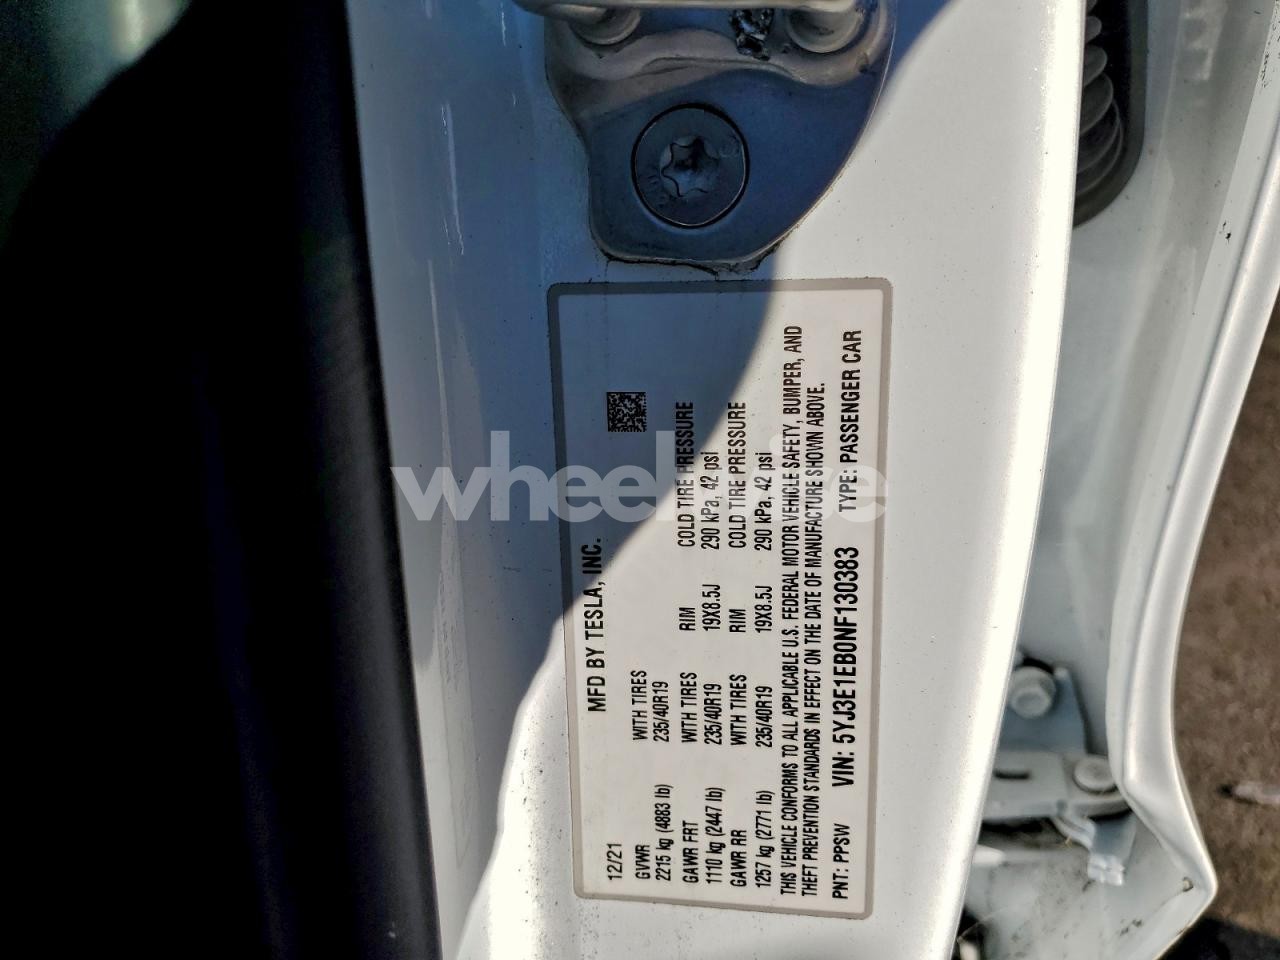 MFD BY TESLA, INC.
12/21
GVWR WITH TIRES
2215 kg (4883 lb) 235/40R19
GAWR FRT WITH TIRES RIM COLD TIRE PRESSURE
1110 kg (2447 lb) 235/40R19 19X8.5J 290 kPa, 42 psi
GAWR RR WITH TIRES RIM COLD TIRE PRESSURE
1257 kg (2771 lb) 235/40R19 19X8.5J 290 kPa, 42 psi
THIS VEHICLE CONFORMS TO ALL APPLICABLE U.S. FEDERAL MOTOR VEHICLE SAFETY, BUMPER, AND
THEFT PREVENTION STANDARDS IN EFFECT ON THE DATE OF MANUFACTURE SHOWN ABOVE.
PNT: PPSW VIN: 5YJ3E1EB0NF130383 TYPE: PASSENGER CAR
wheelwise